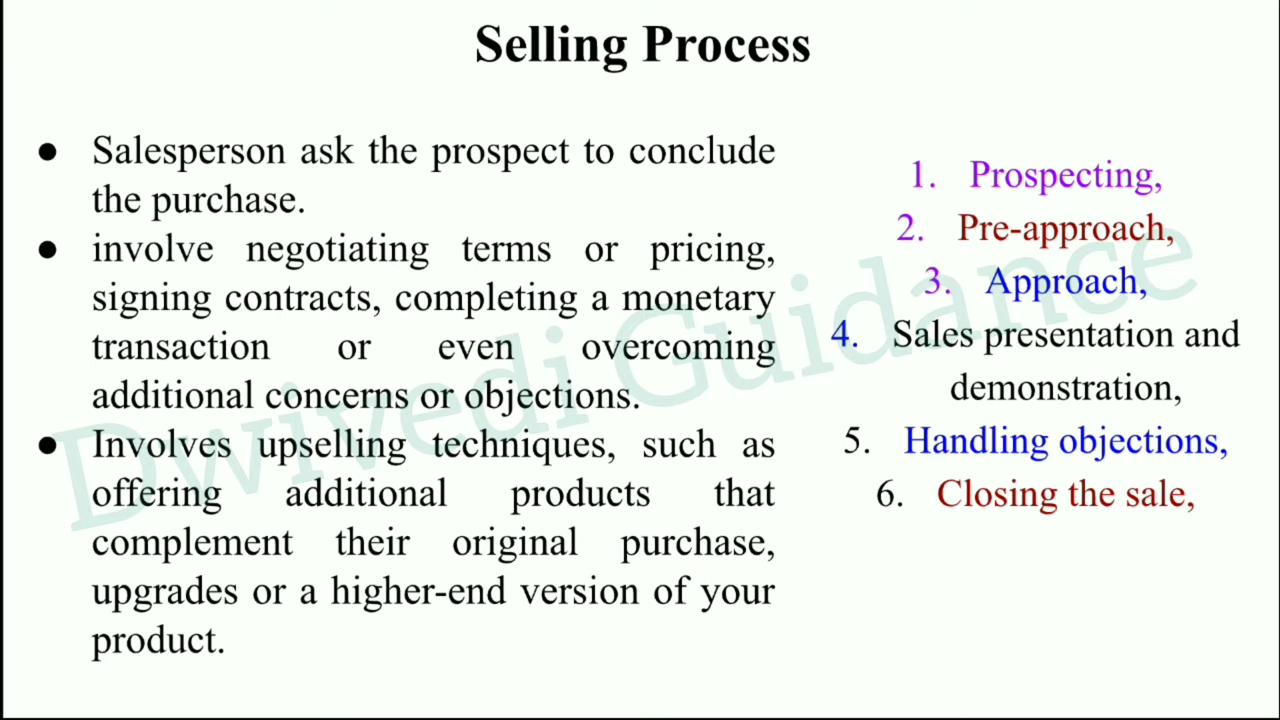 Selling Process
● Salesperson ask the prospect to conclude
the purchase.
● involve negotiating terms or pricing,
signing contracts, completing a monetary
transaction or even overcoming
additional concerns or objections.
● Involves upselling techniques, such as
offering additional products that
complement their original purchase,
upgrades or a higher-end version of your
product.
1. Prospecting,
2. Pre-approach,
3. Approach,
4. Sales presentation and
demonstration,
5. Handling objections,
6. Closing the sale,
Dwivedi Guidance